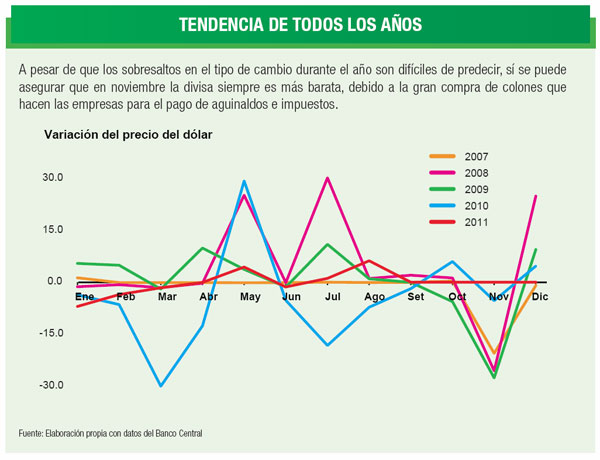 TENDENCIA DE TODOS LOS AÑOS
A pesar de que los sobresaltos en el tipo de cambio durante el año son difíciles de predecir, sí se puede
asegurar que en noviembre la divisa siempre es más barata, debido a la gran compra de colones que
hacen las empresas para el pago de aguinaldos e impuestos.
Variación del precio del dólar
2007
2008
2009
2010
2011
30.0
15.0
0.0
-15.0
-30.0
Ene Feb Mar Abr May Jun Jul Ago Set Oct Nov Dic
Fuente: Elaboración propia con datos del Banco Central